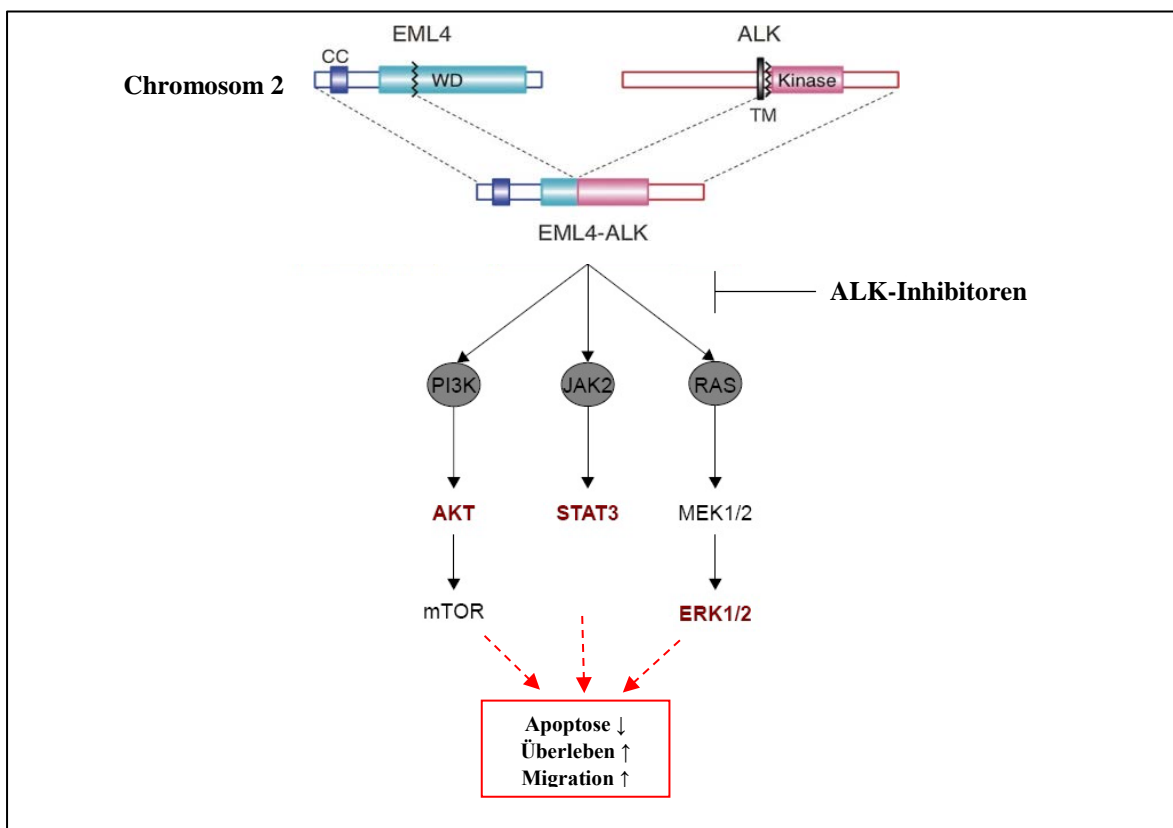 EML4 ALK
CC
Chromosom 2 WD Kinase
TM
EML4-ALK
ALK-Inhibitoren
PI3K JAK2 RAS
AKT STAT3 MEK1/2
mTOR ERK1/2
Apoptose ↓
Überleben ↑
Migration ↑